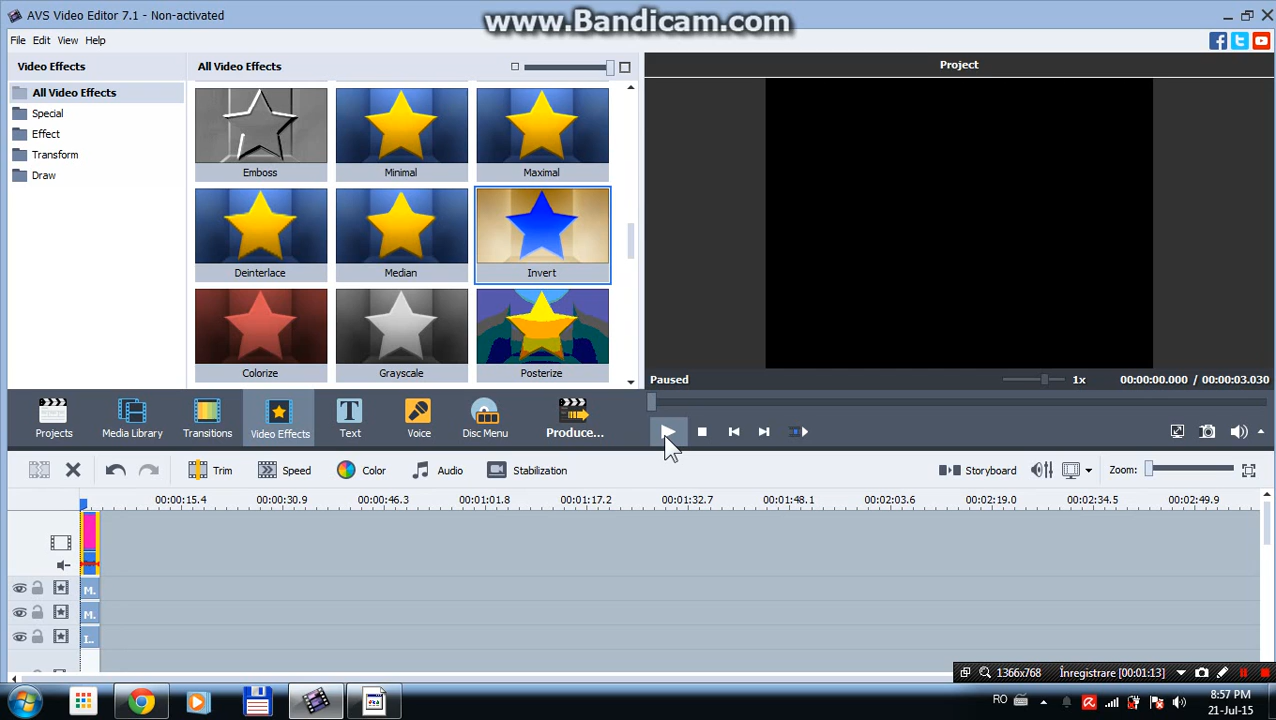 AVS Video Editor 7.1 - Non-activated
www.Bandicam.com
File Edit View Help
Video Effects
All Video Effects
Project
All Video Effects
Special
Effect
Transform
Draw
Emboss Minimal Maximal
Deinterlace Median Invert
Colorize Grayscale Posterize
Paused 1x 00:00:00.000 / 00:00:03.030
Projects Media Library Transitions Video Effects Text Voice Disc Menu Produce...
Trim Speed Color Audio Stabilization Storyboard Zoom:
00:00:15.4 00:00:30.9 00:00:46.3 00:01:01.8 00:01:17.2 00:01:32.7 00:01:48.1 00:02:03.6 00:02:19.0 00:02:34.5 00:02:49.9
M..
M..
I..
1366x768 Înregistrare [00:01:13]
RO
8:57 PM
21-Jul-15